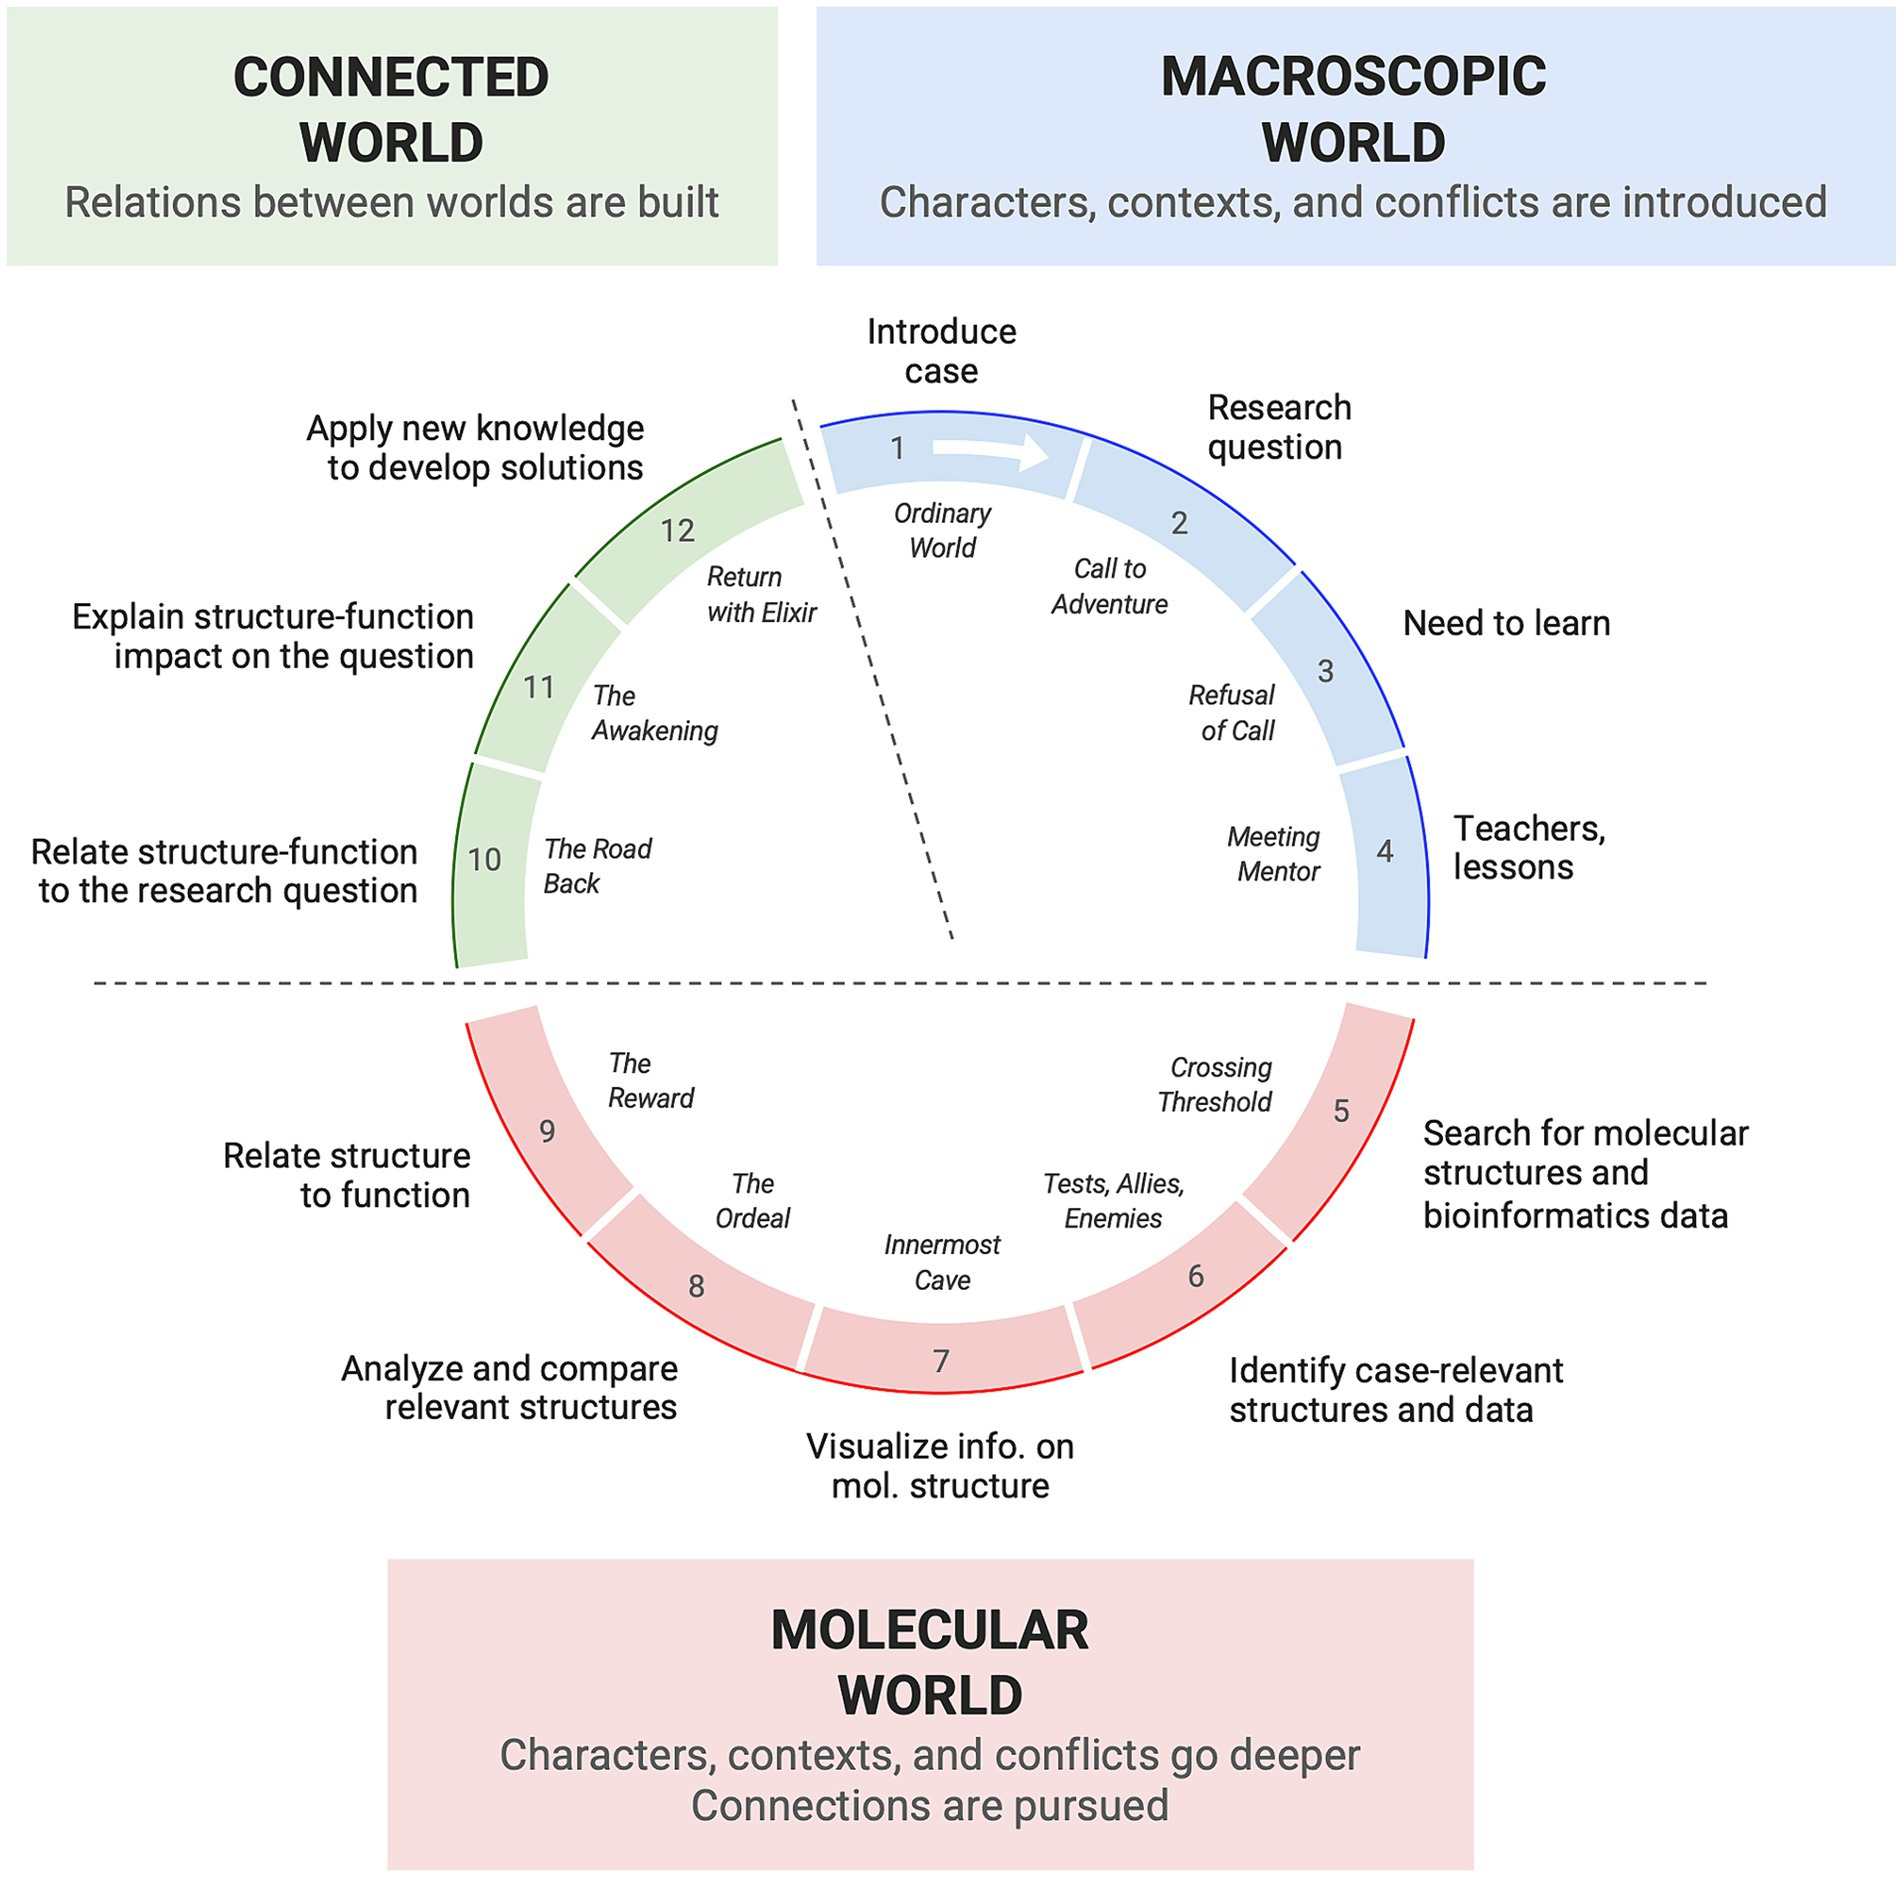 CONNECTED
WORLD
Relations between worlds are built
MACROSCOPIC
WORLD
Characters, contexts, and conflicts are introduced
Introduce
case
1
Ordinary
World
Research
question
2
Call to
Adventure
Need to learn
3
Refusal
of Call
Teachers,
lessons
4
Meeting
Mentor
Search for molecular
structures and
bioinformatics data
5
Crossing
Threshold
Identify case-relevant
structures and data
6
Tests, Allies,
Enemies
Visualize info. on
mol. structure
7
Innermost
Cave
Analyze and compare
relevant structures
8
The
Ordeal
Relate structure
to function
9
The
Reward
Relate structure-function
to the research question
10
The Road
Back
Explain structure-function
impact on the question
11
The
Awakening
Apply new knowledge
to develop solutions
12
Return
with Elixir
MOLECULAR
WORLD
Characters, contexts, and conflicts go deeper
Connections are pursued